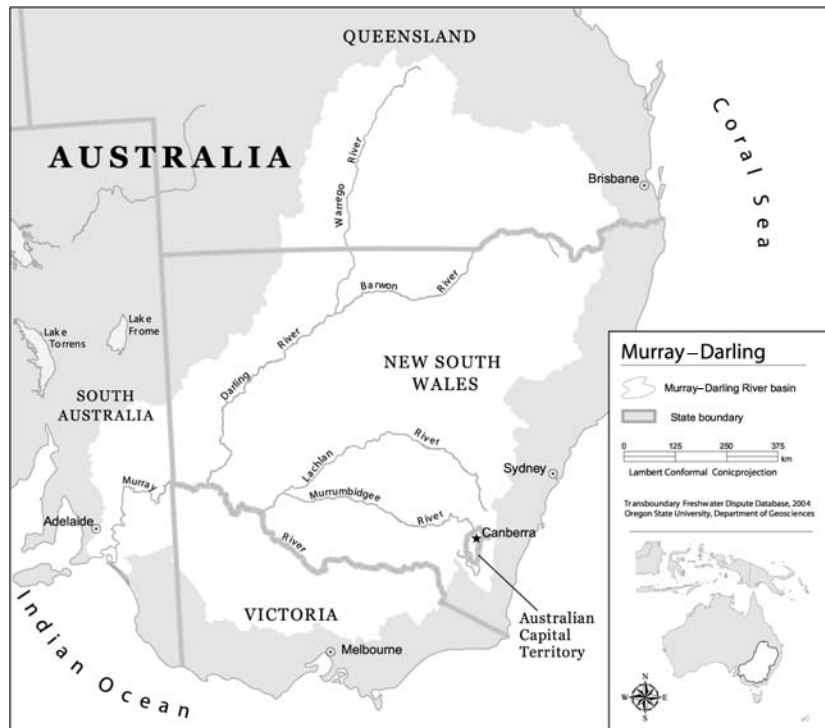 QUEENSLAND
AUSTRALIA
Coral Sea
Brisbane
Warrego River
Barwon River
Lake
Torrens
Lake
Frome
Darling River
NEW SOUTH
WALES
SOUTH
AUSTRALIA
Lachlan River
Murray River
Murrumbidgee River
Sydney
Adelaide
Canberra
VICTORIA
Australian
Capital
Territory
Melbourne
Indian Ocean
Murray–Darling
Murray–Darling River basin
State boundary
0 125 250 375
km
Lambert Conformal Conicprojection
Transboundary Freshwater Dispute Database, 2004
Oregon State University, Department of Geosciences
N
W E
S